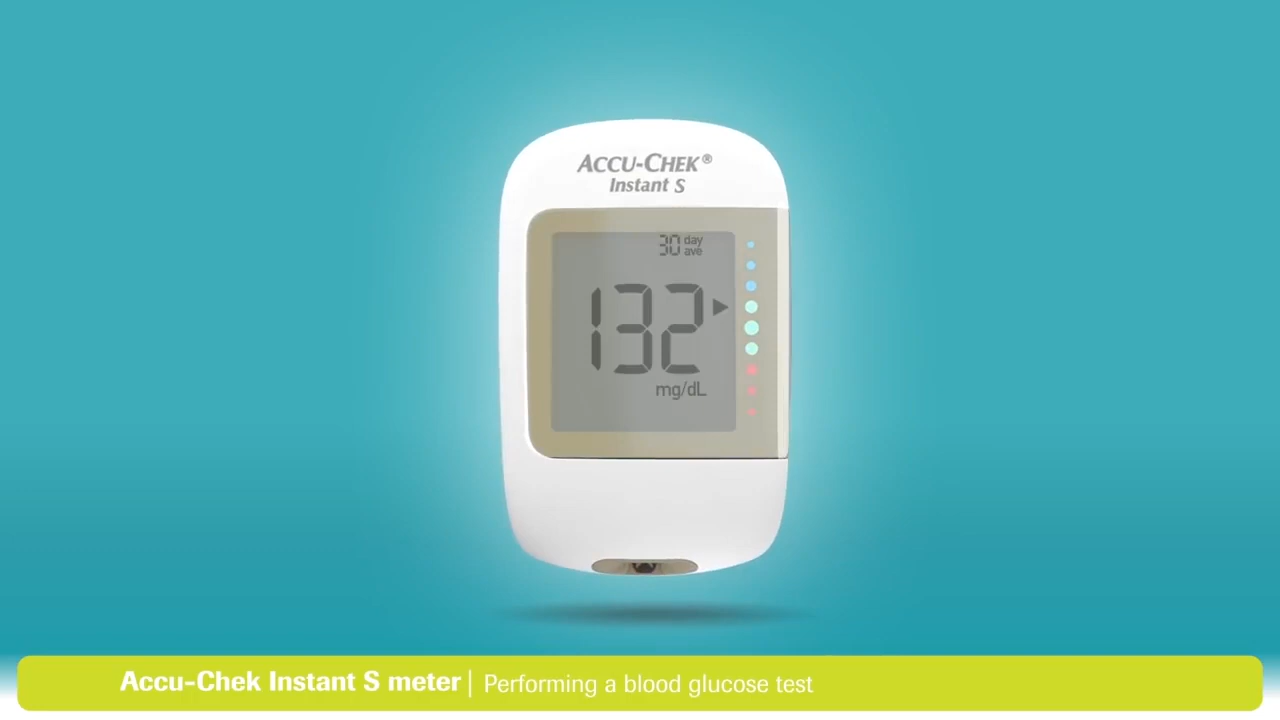 ACCU-CHEK®
Instant S
30 day ave
132
mg/dL
Accu-Chek Instant S meter | Performing a blood glucose test